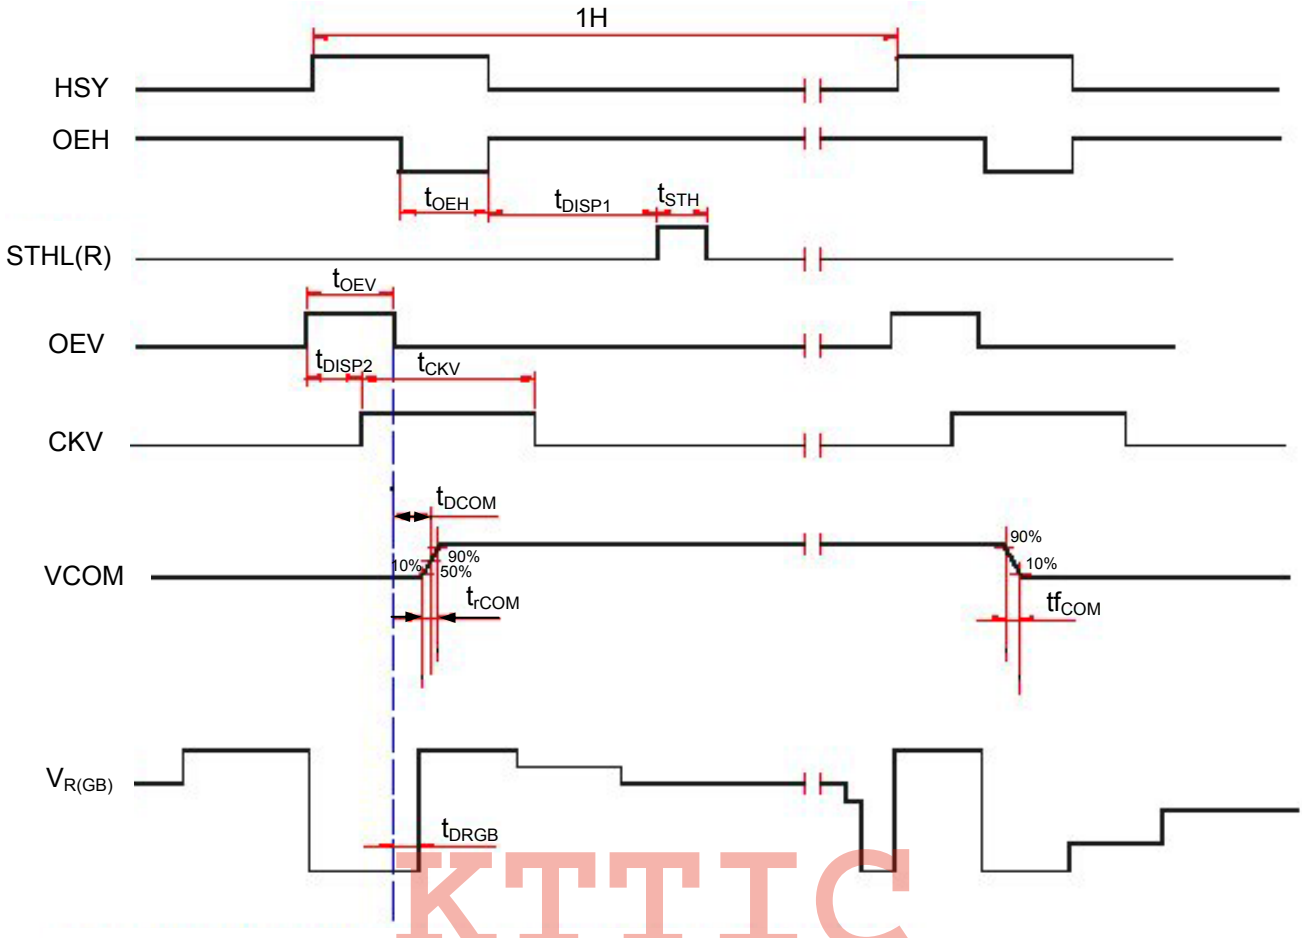 1H
HSY
OEH
tOEH tDISP1 tSTH
STHL(R)
tOEV
OEV
tDISP2 tCKV
CKV
tDCOM
90%
10% 90%
50%
10%
VCOM
trCOM
tfCOM
VR(GB)
tDRGB
KTTIC